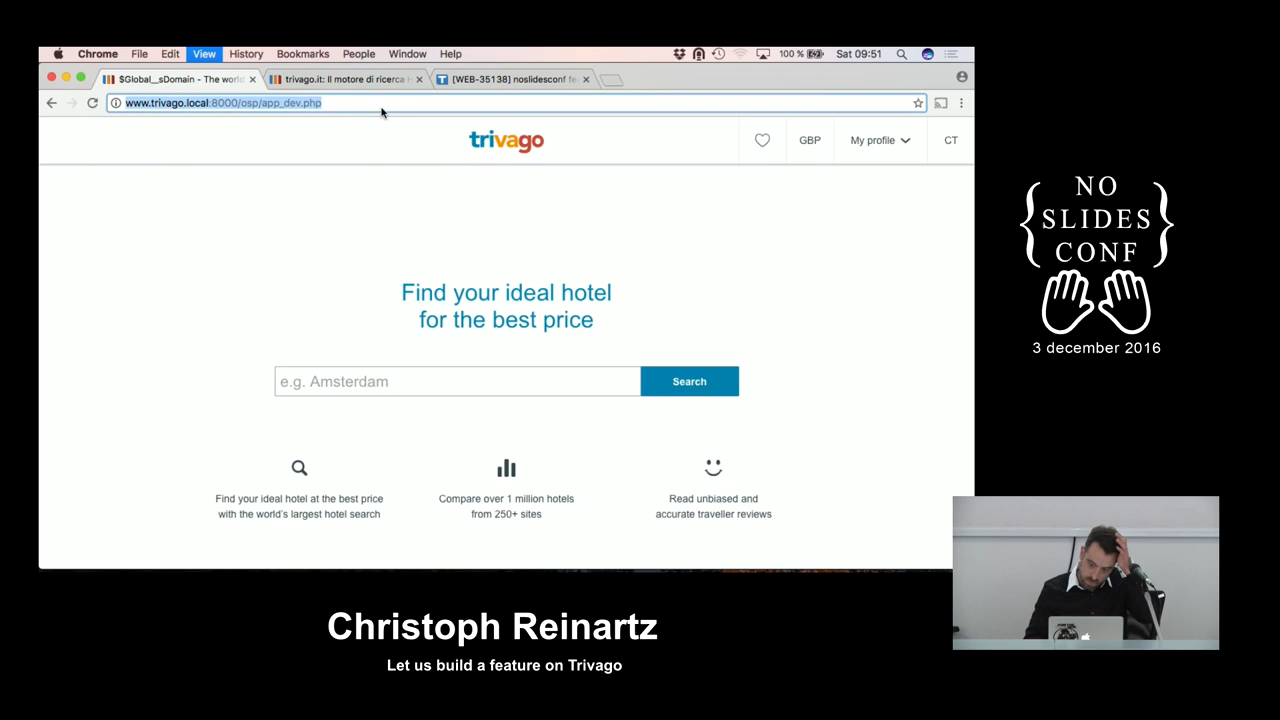 Chrome File Edit View History Bookmarks People Window Help 100 % Sat 09:51
$Global__sDomain - The world
trivago.it: Il motore di ricerca H
[WEB-35138] noslidesconf fe
www.trivago.local:8000/osp/app_dev.php
trivago
GBP
My profile
CT
Find your ideal hotel
for the best price
e.g. Amsterdam
Search
Find your ideal hotel at the best price
with the world's largest hotel search
Compare over 1 million hotels
from 250+ sites
Read unbiased and
accurate traveller reviews
NO
SLIDES
CONF
3 december 2016
Christoph Reinartz
Let us build a feature on Trivago